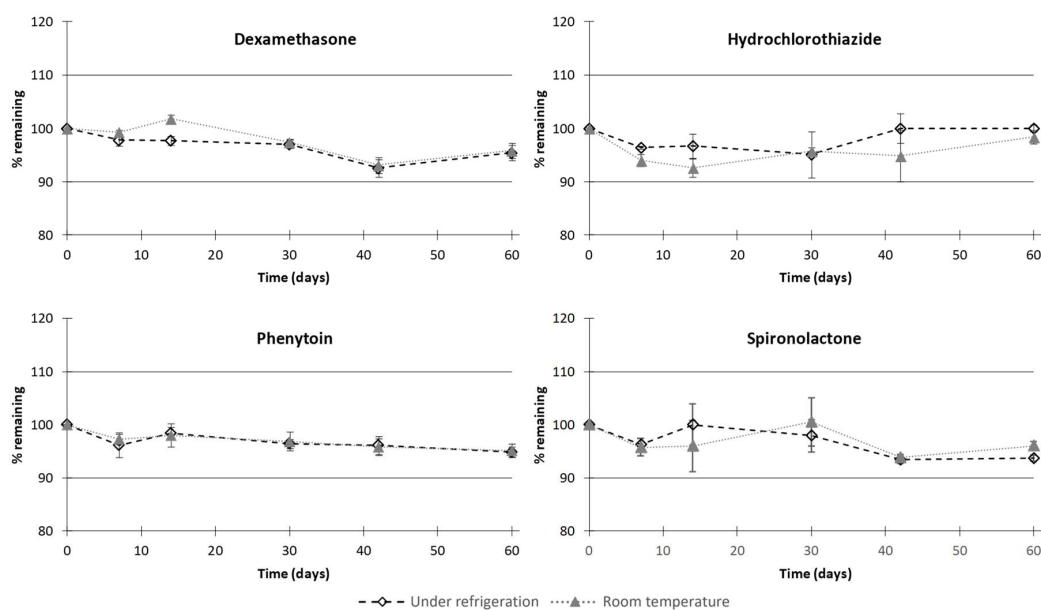 Dexamethasone
% remaining
120
110
100
90
80
0 10 20 30 40 50 60
Time (days)
Hydrochlorothiazide
% remaining
120
110
100
90
80
0 10 20 30 40 50 60
Time (days)
Phenytoin
% remaining
120
110
100
90
80
0 10 20 30 40 50 60
Time (days)
Spironolactone
% remaining
120
110
100
90
80
0 10 20 30 40 50 60
Time (days)
Under refrigeration Room temperature